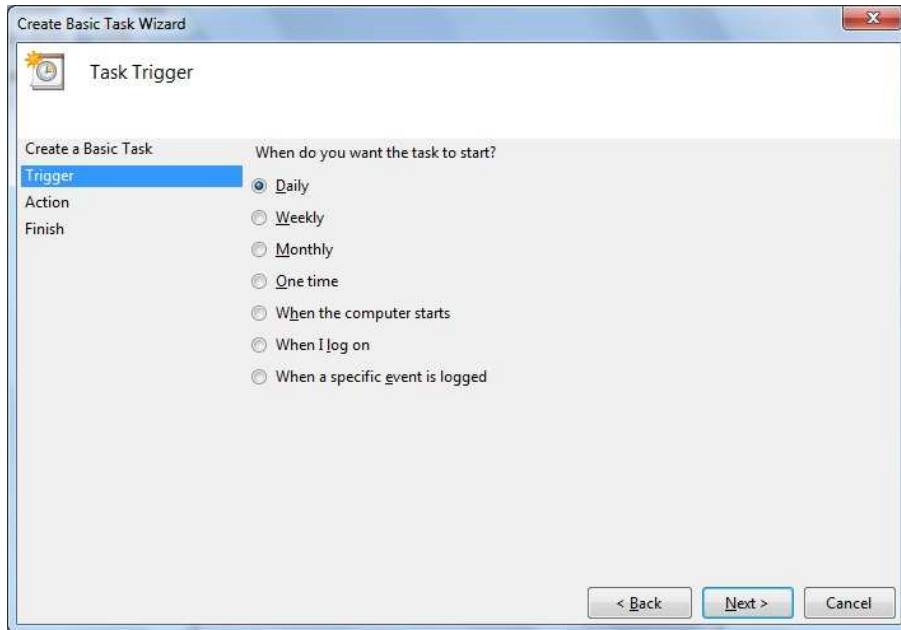 Create Basic Task Wizard
Task Trigger
Create a Basic Task
Trigger
Action
Finish
When do you want the task to start?
Daily
Weekly
Monthly
One time
When the computer starts
When I log on
When a specific event is logged
< Back
Next >
Cancel